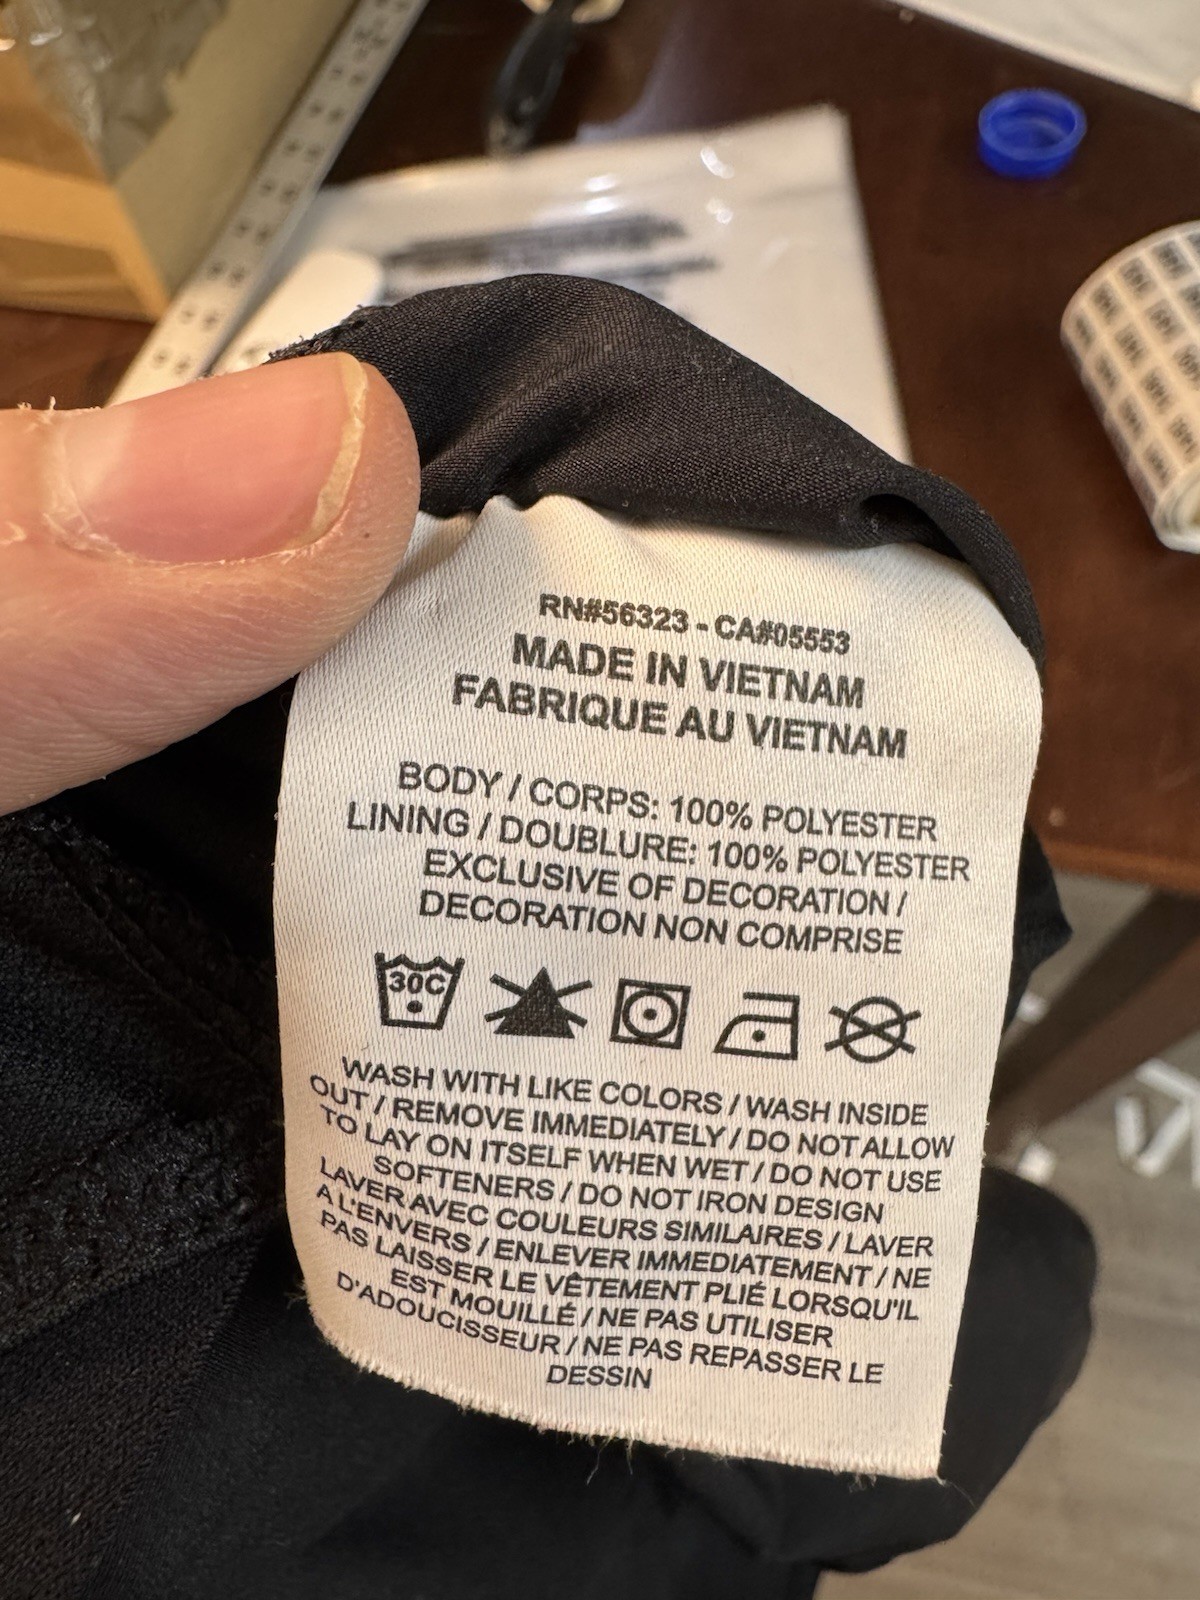 RN#56323 - CA#05553
MADE IN VIETNAM
FABRIQUE AU VIETNAM
BODY / CORPS: 100% POLYESTER
LINING / DOUBLURE: 100% POLYESTER
EXCLUSIVE OF DECORATION /
DECORATION NON COMPRISE
30C
WASH WITH LIKE COLORS / WASH INSIDE
OUT / REMOVE IMMEDIATELY / DO NOT ALLOW
TO LAY ON ITSELF WHEN WET / DO NOT USE
SOFTENERS / DO NOT IRON DESIGN
LAVER AVEC COULEURS SIMILAIRES / LAVER
A L'ENVERS / ENLEVER IMMEDIATEMENT / NE
PAS LAISSER LE VÊTEMENT PLIÉ LORSQU'IL
EST MOUILLÉ / NE PAS UTILISER
D'ADOUCISSEUR / NE PAS REPASSER LE
DESSIN